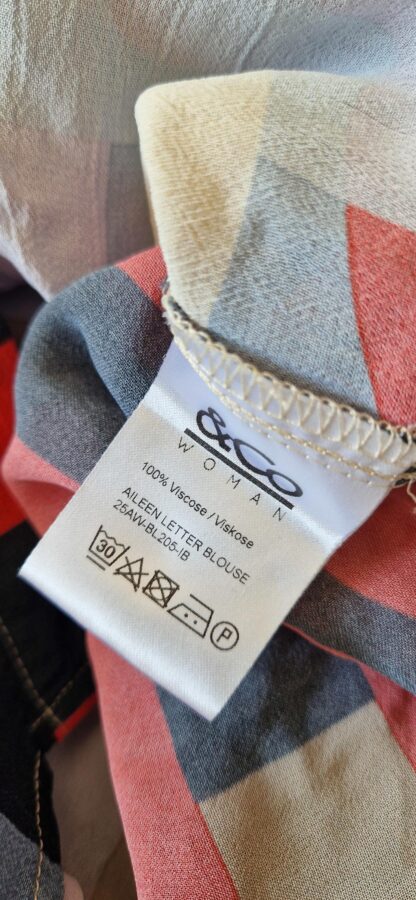 &Co
WOMAN
100% Viscose / Viskose
AILEEN LETTER BLOUSE
25AW-BL205-IB
30 P